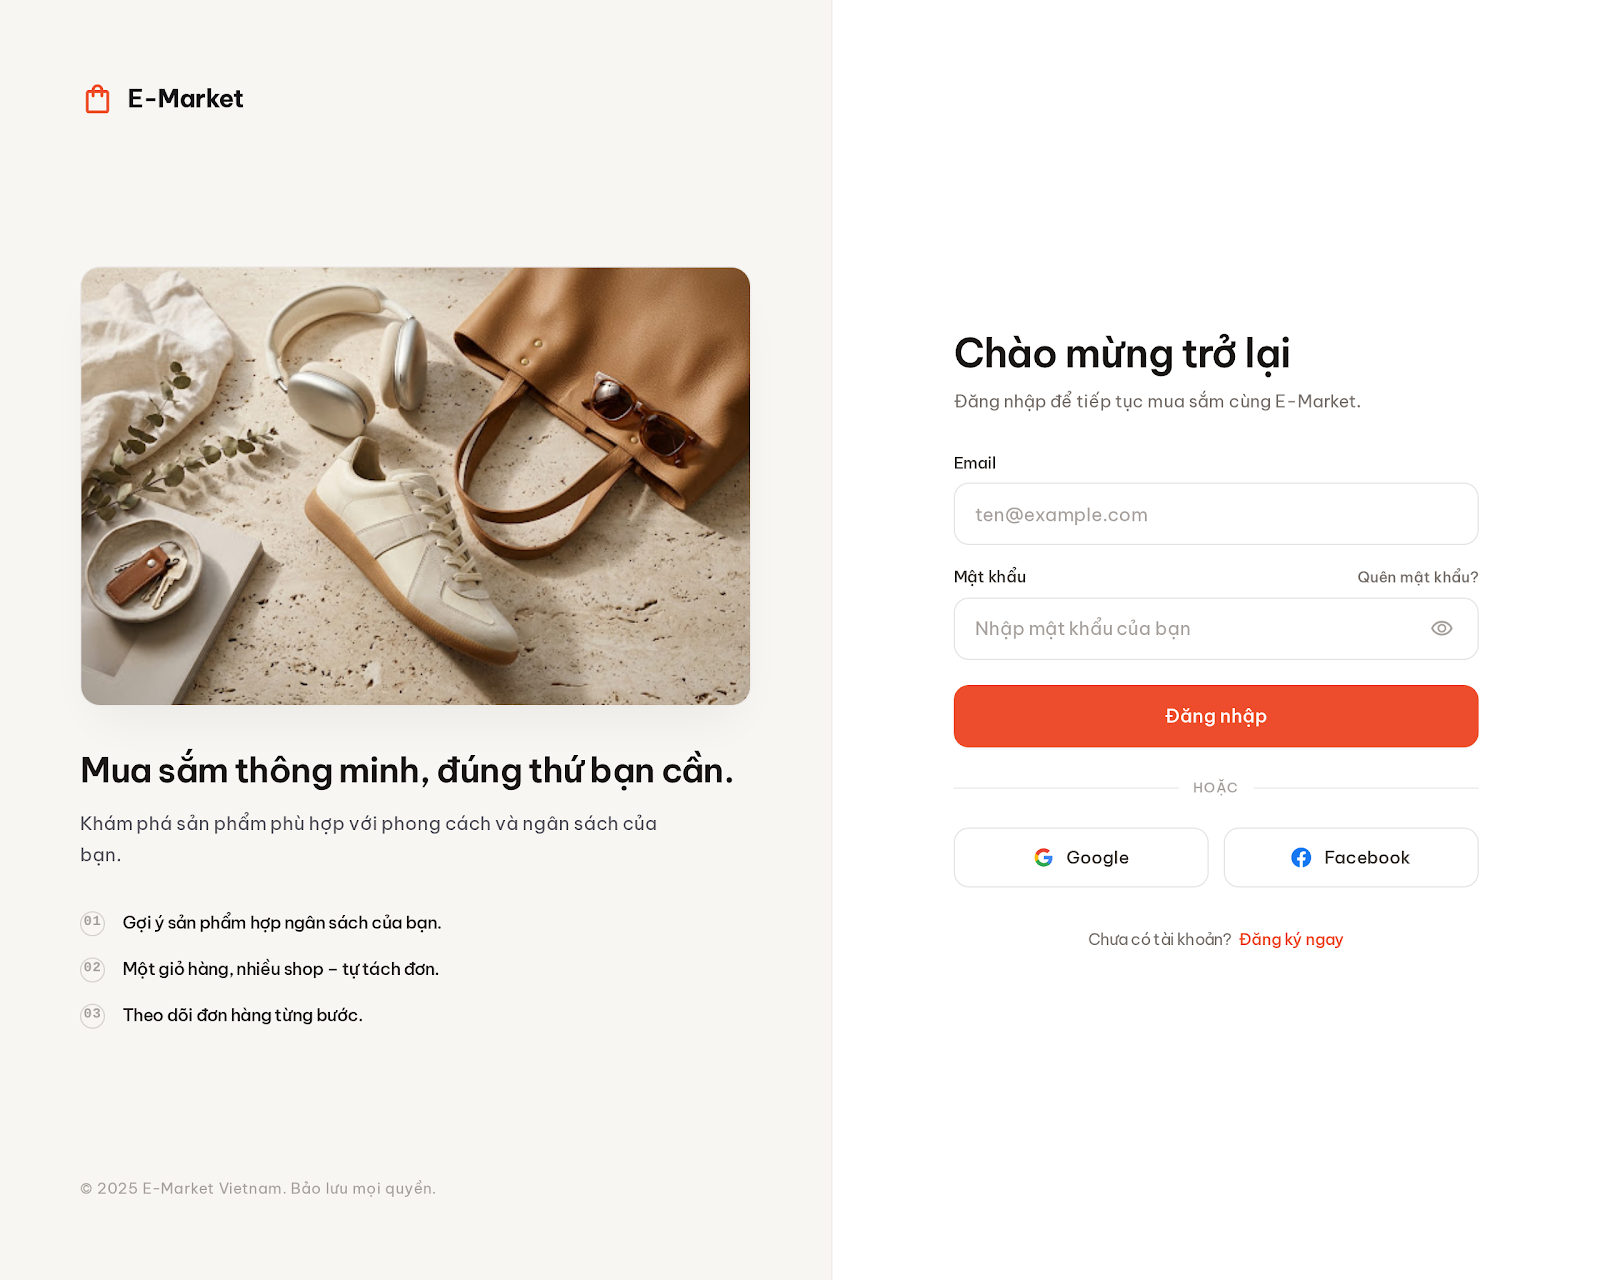 E-Market
Mua sắm thông minh, đúng thứ bạn cần.
Khám phá sản phẩm phù hợp với phong cách và ngân sách của
bạn.
01 Gợi ý sản phẩm hợp ngân sách của bạn.
02 Một giỏ hàng, nhiều shop – tự tách đơn.
03 Theo dõi đơn hàng từng bước.
© 2025 E-Market Vietnam. Bảo lưu mọi quyền.
Chào mừng trở lại
Đăng nhập để tiếp tục mua sắm cùng E-Market.
Email
ten@example.com
Mật khẩu Quên mật khẩu?
Nhập mật khẩu của bạn
Đăng nhập
HOẶC
Google Facebook
Chưa có tài khoản? Đăng ký ngay